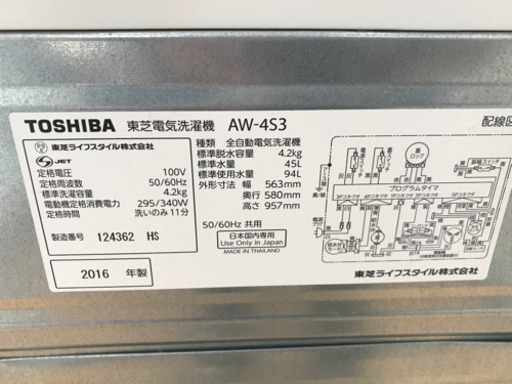 TOSHIBA 東芝電気洗濯機 AW-4S3
東芝ライフスタイル株式会社
S JET
定格電圧 100V
定格周波数 50/60Hz
標準洗濯容量 4.2kg
電動機定格消費電力 295/340W
定格時間 洗いのみ 11分
製造番号 124362 HS
2016 年製
種類 全自動電気洗濯機
標準脱水容量 4.2kg
標準水量 45L
標準使用水量 94L
外形寸法 幅 563mm
奥行 580mm
高さ 957mm
50/60Hz 共用
日本国内専用
Use Only in Japan
MADE IN THAILAND
配線図
プログラムタイマ
東芝ライフスタイル株式会社